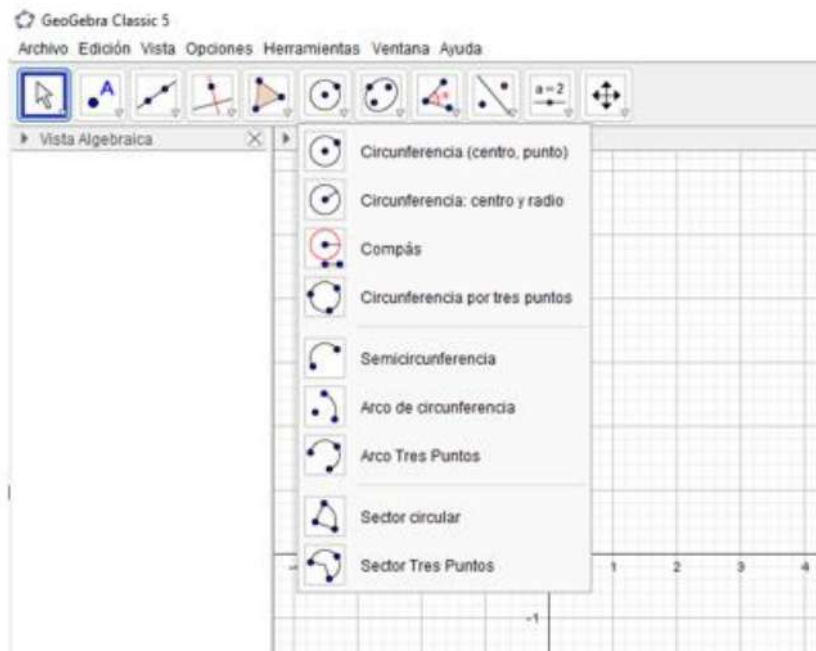 GeoGebra Classic 5
Archivo Edición Vista Opciones Herramientas Ventana Ayuda
A
a=2
Vista Algebraica
Circunferencia (centro, punto)
Circunferencia: centro y radio
Compás
Circunferencia por tres puntos
Semicircunferencia
Arco de circunferencia
Arco Tres Puntos
Sector circular
Sector Tres Puntos
1 2 3 4
-1